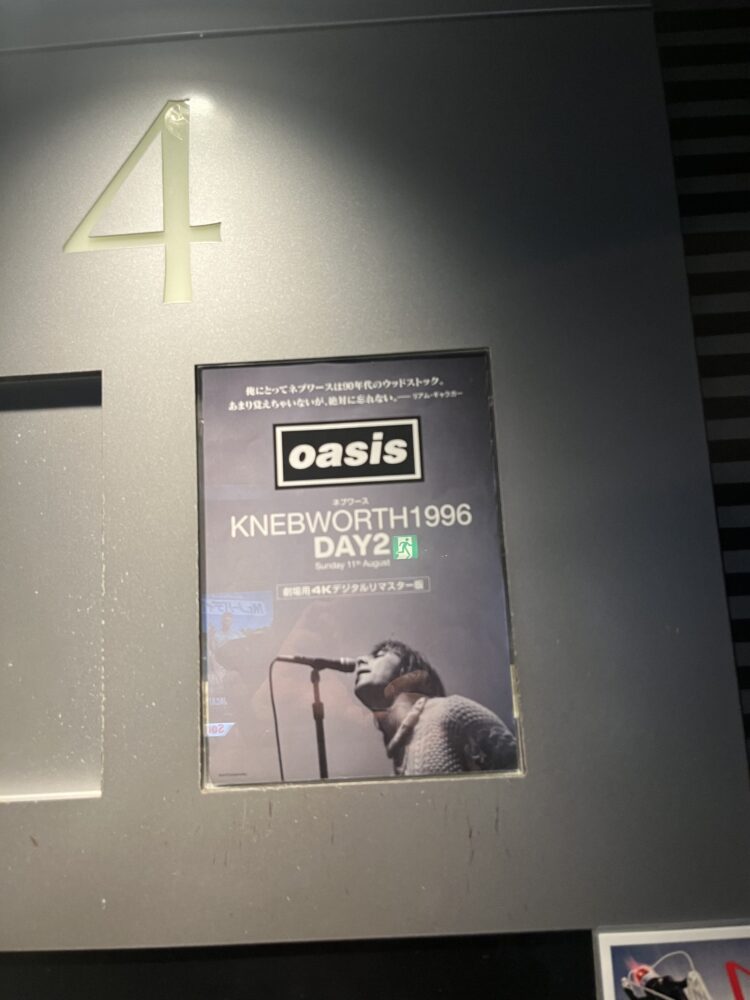 4
俺にとってネブワースは90年代のウッドストック。
あまり覚えちゃいないが、絶対に忘れない。── リアム・ギャラガー
oasis
ネブワース
KNEBWORTH1996
DAY2
Sunday 11th August
劇場用4Kデジタルリマスター版